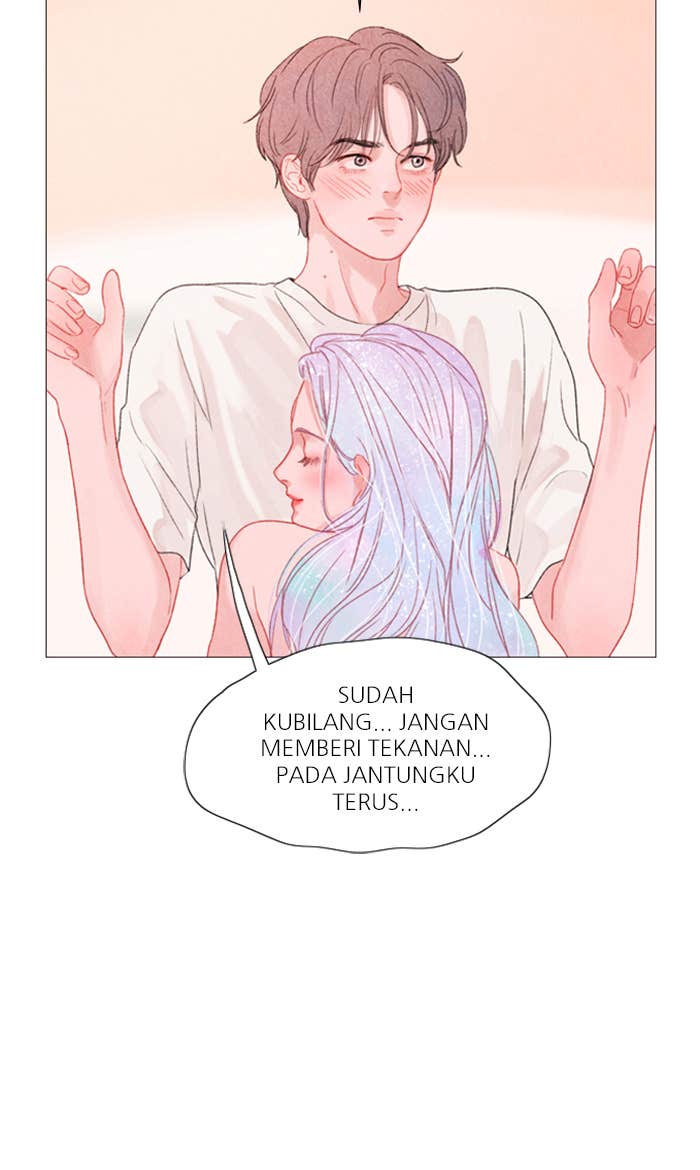 SUDAH
KUBILANG... JANGAN
MEMBERI TEKANAN...
PADA JANTUNGKU
TERUS...